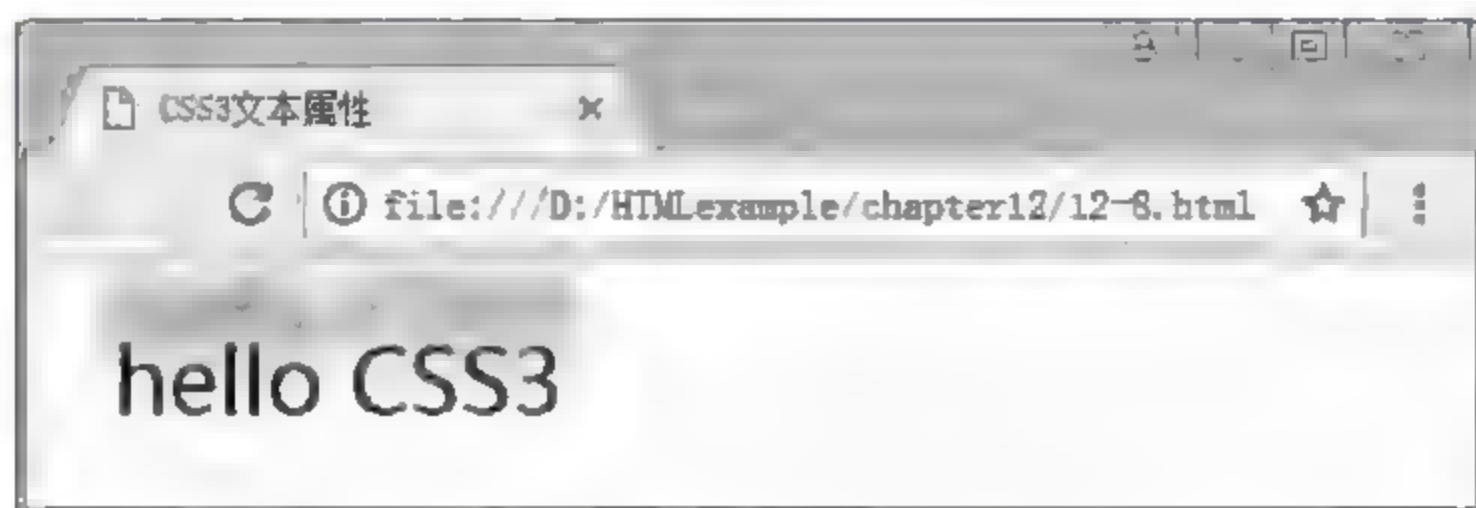 CSS3文本属性
file:///D:/HTMLexample/chapter12/12-8.html
hello CSS3